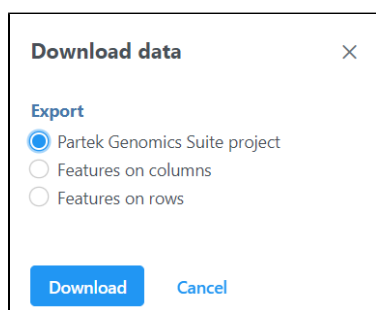 Download data
Export
Partek Genomics Suite project
Features on columns
Features on rows
Download Cancel